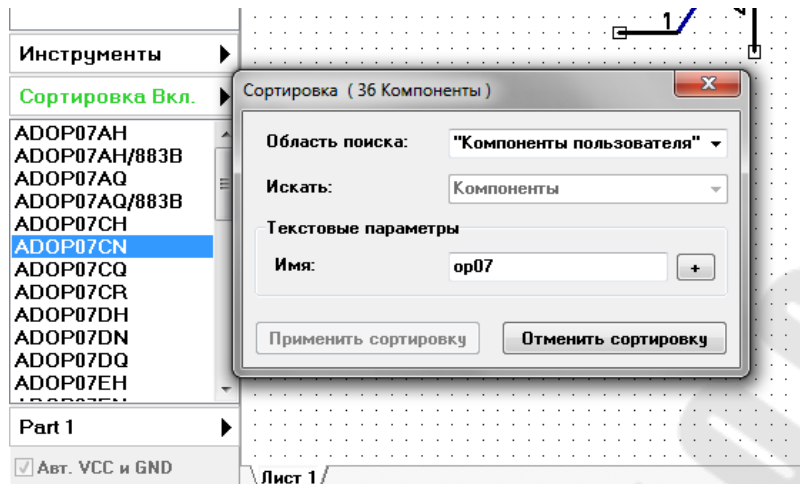 Инструменты
Сортировка Вкл.
ADOP07AH
ADOP07AH/883B
ADOP07AQ
ADOP07AQ/883B
ADOP07CH
ADOP07CN
ADOP07CQ
ADOP07CR
ADOP07DH
ADOP07DN
ADOP07DQ
ADOP07EH
Part 1
Авт. VCC и GND
1
Сортировка ( 36 Компоненты )
Область поиска: "Компоненты пользователя"
Искать: Компоненты
Текстовые параметры
Имя: op07 +
Применить сортировку Отменить сортировку
Лист 1